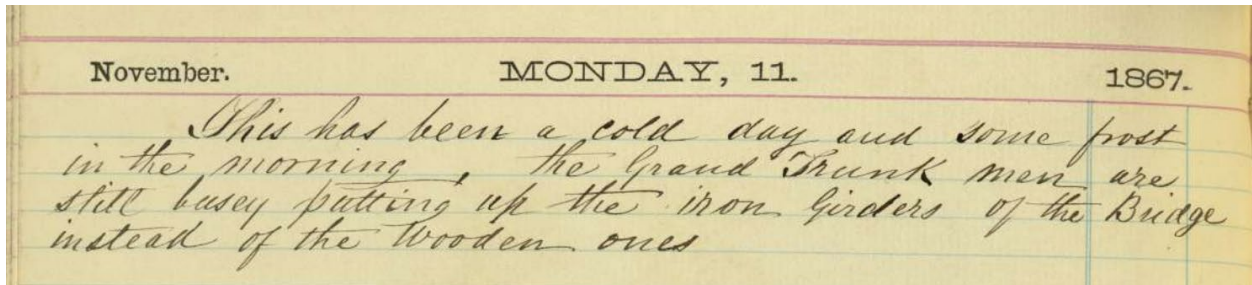 November. MONDAY, 11. 1867.
This has been a cold day and some frost
in the morning, the Grand Trunk men are
still busey putting up the iron Girders of the Bridge
instead of the Wooden ones